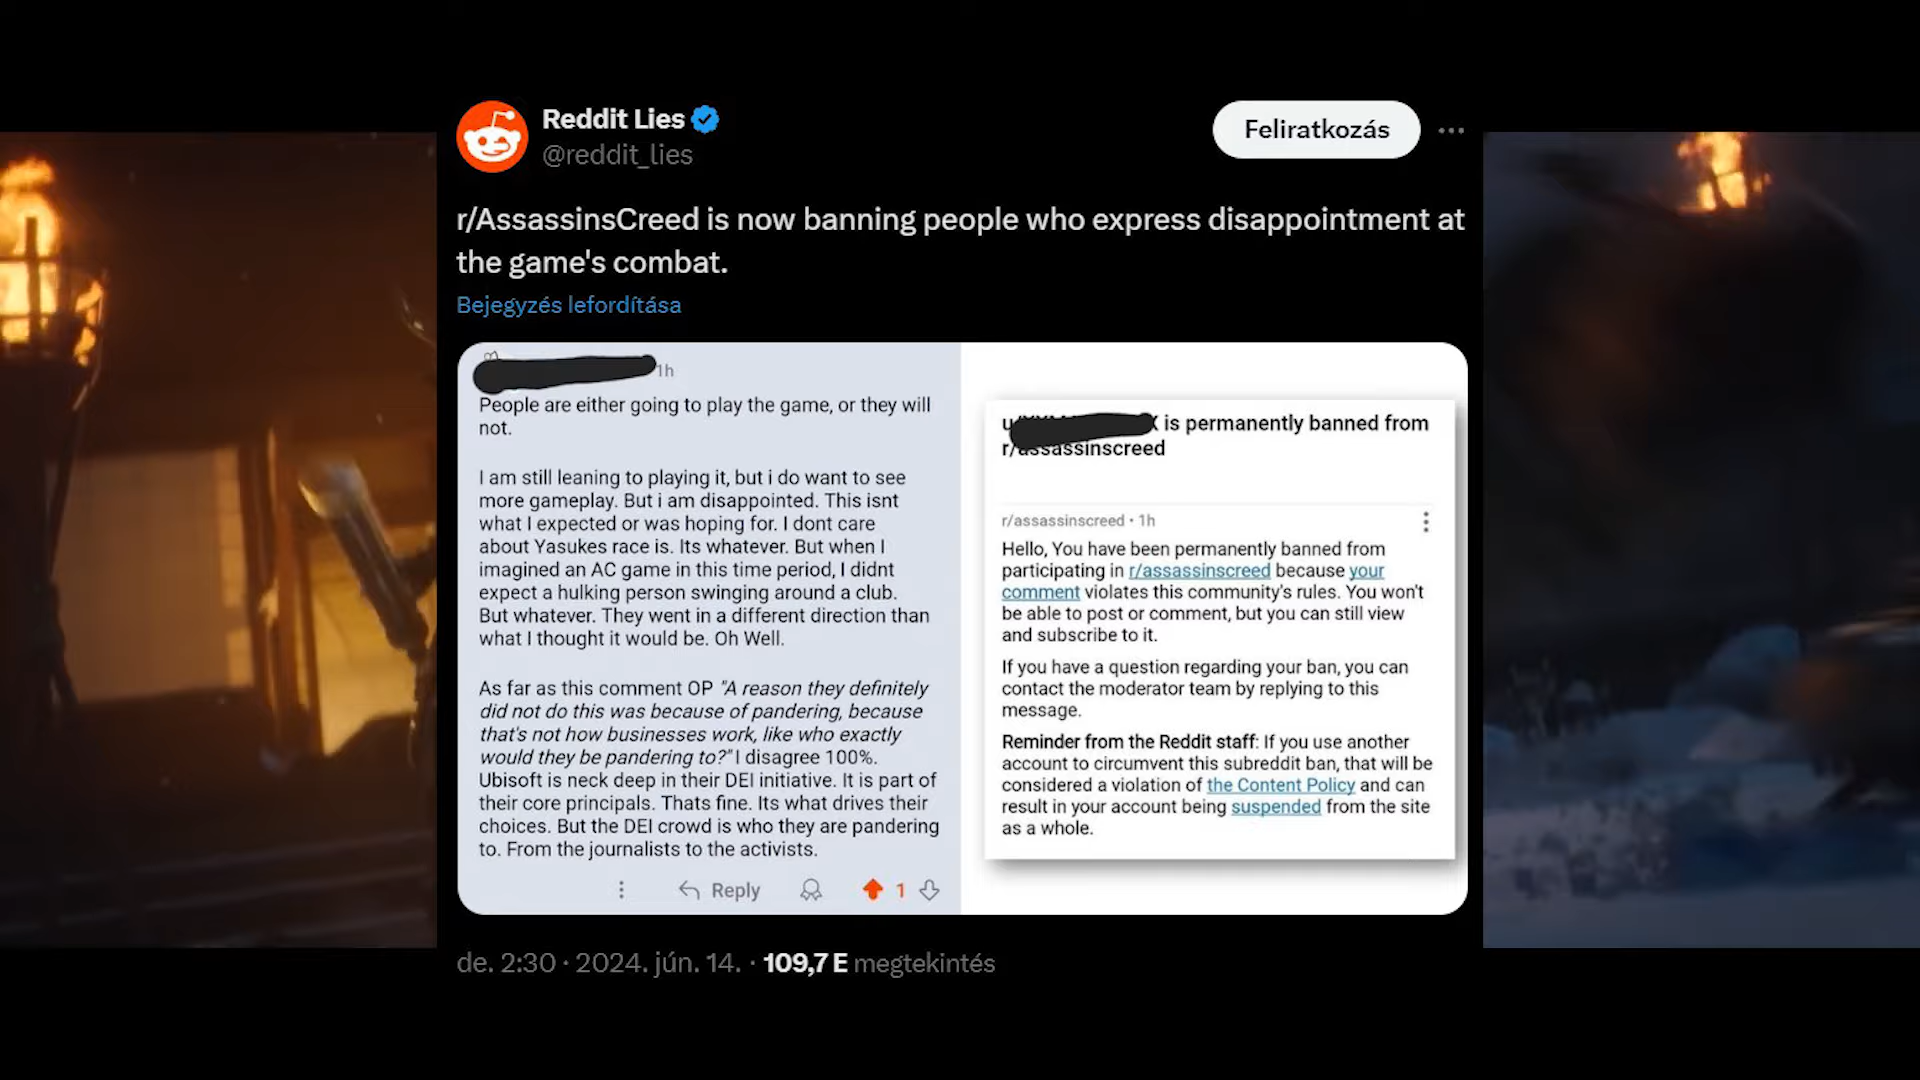 Reddit Lies
@reddit_lies
Feliratkozás
r/AssassinsCreed is now banning people who express disappointment at
the game's combat.
Bejegyzés lefordítása
1h
People are either going to play the game, or they will
not.
I am still leaning to playing it, but i do want to see
more gameplay. But i am disappointed. This isnt
what I expected or was hoping for. I dont care
about Yasukes race is. Its whatever. But when I
imagined an AC game in this time period, I didnt
expect a hulking person swinging around a club.
But whatever. They went in a different direction than
what I thought it would be. Oh Well.
As far as this comment OP "A reason they definitely
did not do this was because of pandering, because
that's not how businesses work, like who exactly
would they be pandering to?" I disagree 100%.
Ubisoft is neck deep in their DEI initiative. It is part of
their core principals. Thats fine. Its what drives their
choices. But the DEI crowd is who they are pandering
to. From the journalists to the activists.
Reply
1
is permanently banned from
r/assassinscreed
r/assassinscreed • 1h
Hello, You have been permanently banned from
participating in r/assassinscreed because your
comment violates this community's rules. You won't
be able to post or comment, but you can still view
and subscribe to it.
If you have a question regarding your ban, you can
contact the moderator team by replying to this
message.
Reminder from the Reddit staff: If you use another
account to circumvent this subreddit ban, that will be
considered a violation of the Content Policy and can
result in your account being suspended from the site
as a whole.
de. 2:30 · 2024. jún. 14. · 109,7 E megtekintés